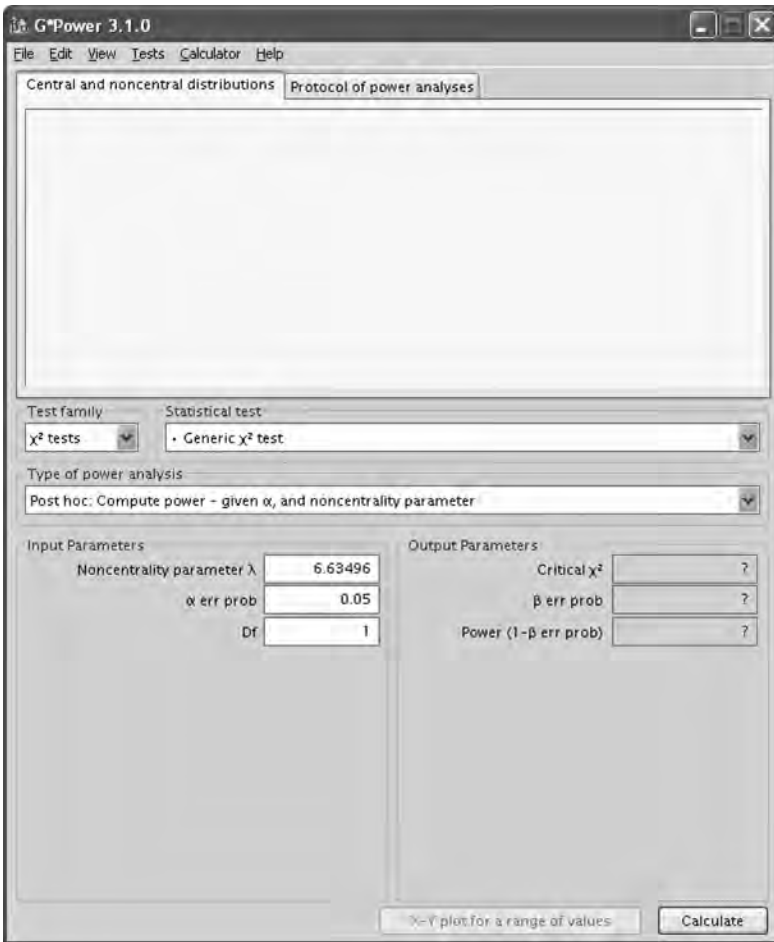 G*Power 3.1.0
File Edit View Tests Calculator Help
Central and noncentral distributions Protocol of power analyses
Test family Statistical test
χ² tests • Generic χ² test
Type of power analysis
Post hoc: Compute power - given α, and noncentrality parameter
Input Parameters Output Parameters
Noncentrality parameter λ 6.63496 Critical χ² ?
α err prob 0.05 β err prob ?
Df 1 Power (1-β err prob) ?
X-Y plot for a range of values Calculate